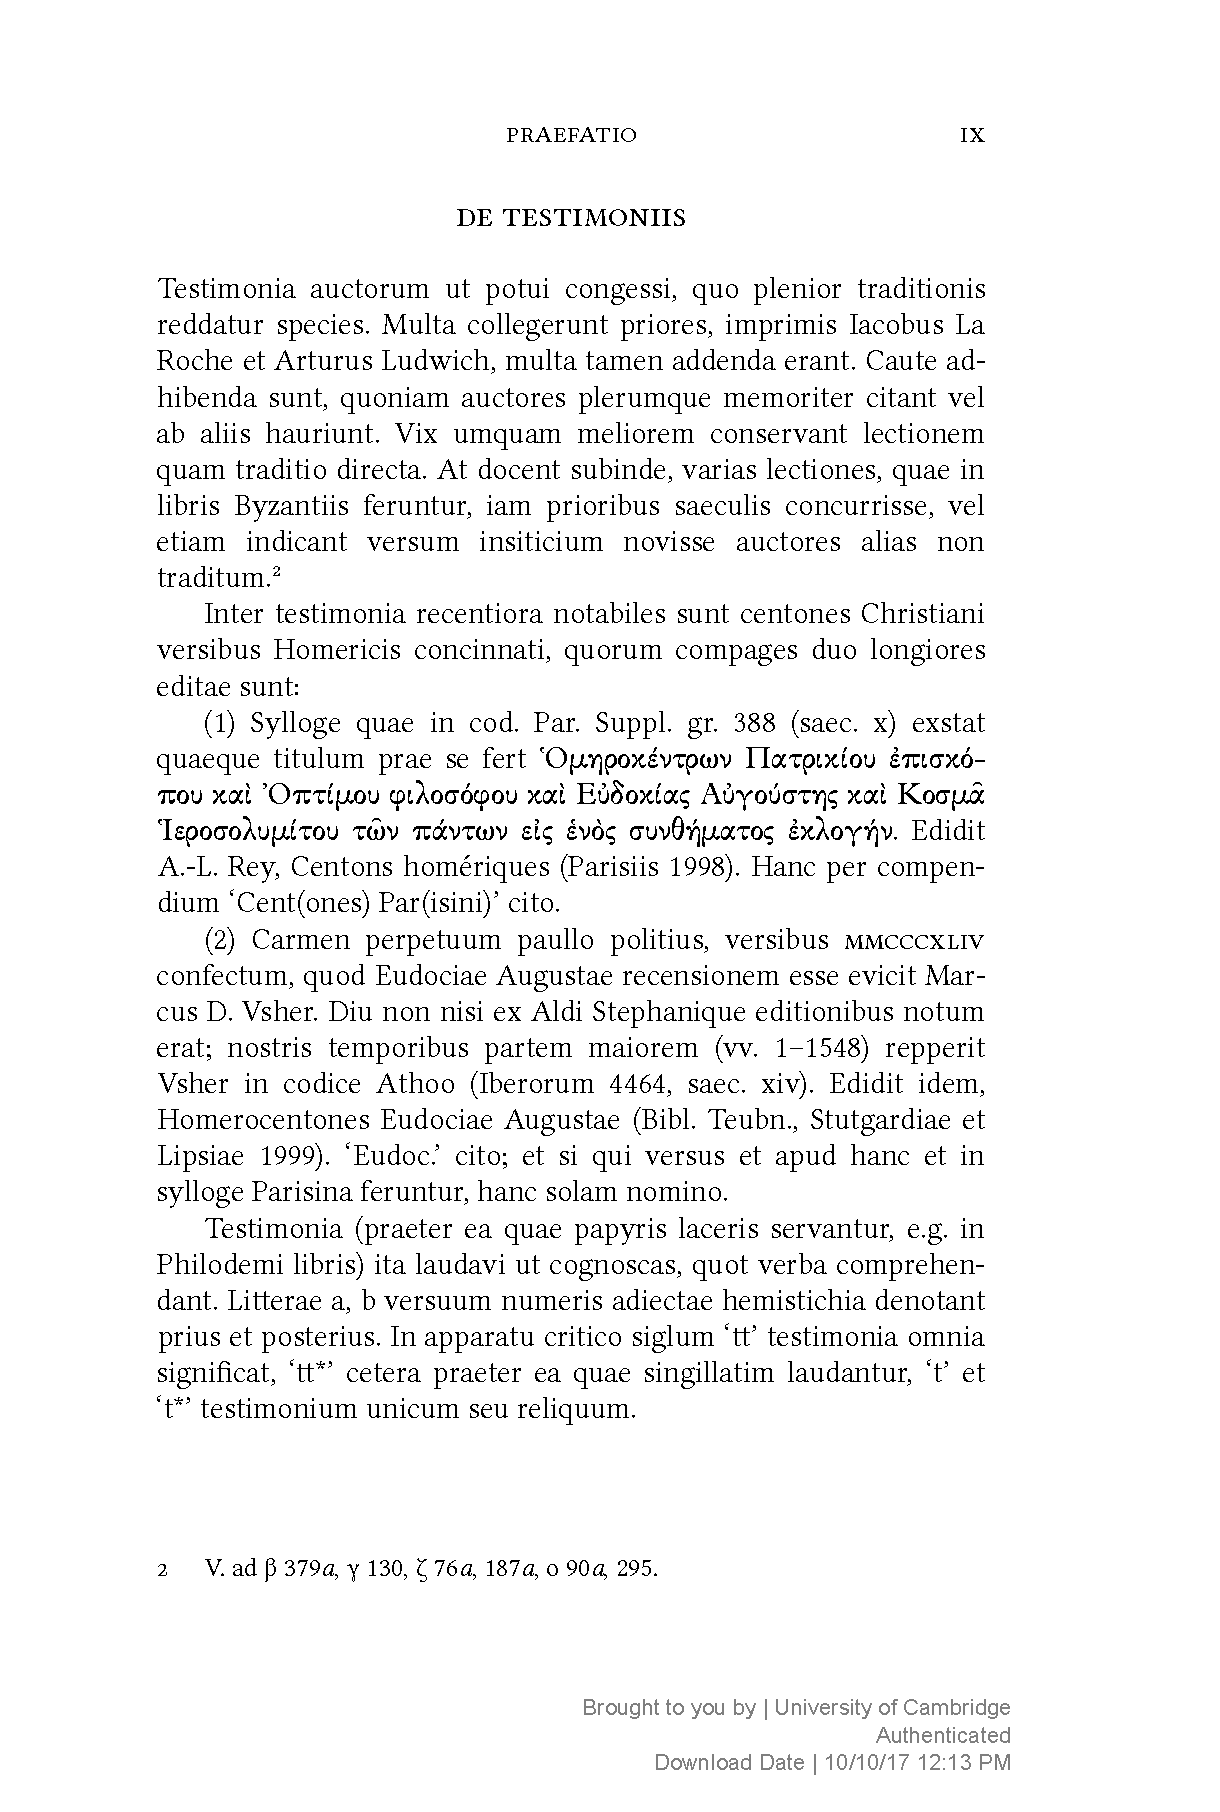 PRAEFATIO IX
DE TESTIMONIIS
Testimonia auctorum ut potui congessi, quo plenior traditionis
reddatur species. Multa collegerunt priores, imprimis Iacobus La
Roche et Arturus Ludwich, multa tamen addenda erant. Caute ad-
hibenda sunt, quoniam auctores plerumque memoriter citant vel
ab aliis hauriunt. Vix umquam meliorem conservant lectionem
quam traditio directa. At docent subinde, varias lectiones, quae in
libris Byzantiis feruntur, iam prioribus saeculis concurrisse, vel
etiam indicant versum insiticium novisse auctores alias non
traditum.²
Inter testimonia recentiora notabiles sunt centones Christiani
versibus Homericis concinnati, quorum compages duo longiores
editae sunt:
(1) Sylloge quae in cod. Par. Suppl. gr. 388 (saec. x) exstat
quaeque titulum prae se fert Ὁμηροκέντρων Πατρικίου ἐπισκό-
που καὶ Ὀπτίμου φιλοσόφου καὶ Εὐδοκίας Αὐγούστης καὶ Κοσμᾶ
Ἱεροσολυμίτου τῶν πάντων εἰς ἑνὸς συνθήματος ἐκλογήν. Edidit
A.-L. Rey, Centons homériques (Parisiis 1998). Hanc per compen-
dium ‘Cent(ones) Par(isini)’ cito.
(2) Carmen perpetuum paullo politius, versibus MMCCCXLIV
confectum, quod Eudociae Augustae recensionem esse evicit Mar-
cus D. Vsher. Diu non nisi ex Aldi Stephanique editionibus notum
erat; nostris temporibus partem maiorem (vv. 1–1548) repperit
Vsher in codice Athoo (Iberorum 4464, saec. xiv). Edidit idem,
Homerocentones Eudociae Augustae (Bibl. Teubn., Stutgardiae et
Lipsiae 1999). ‘Eudoc.’ cito; et si qui versus et apud hanc et in
sylloge Parisina feruntur, hanc solam nomino.
Testimonia (praeter ea quae papyris laceris servantur, e.g. in
Philodemi libris) ita laudavi ut cognoscas, quot verba comprehen-
dant. Litterae a, b versuum numeris adiectae hemistichia denotant
prius et posterius. In apparatu critico siglum ‘tt’ testimonia omnia
significat, ‘tt*’ cetera praeter ea quae singillatim laudantur, ‘t’ et
‘t*’ testimonium unicum seu reliquum.
2 V. ad β 379a, γ 130, ζ 76a, 187a, ο 90a, 295.
Brought to you by | University of Cambridge
Authenticated
Download Date | 10/10/17 12:13 PM